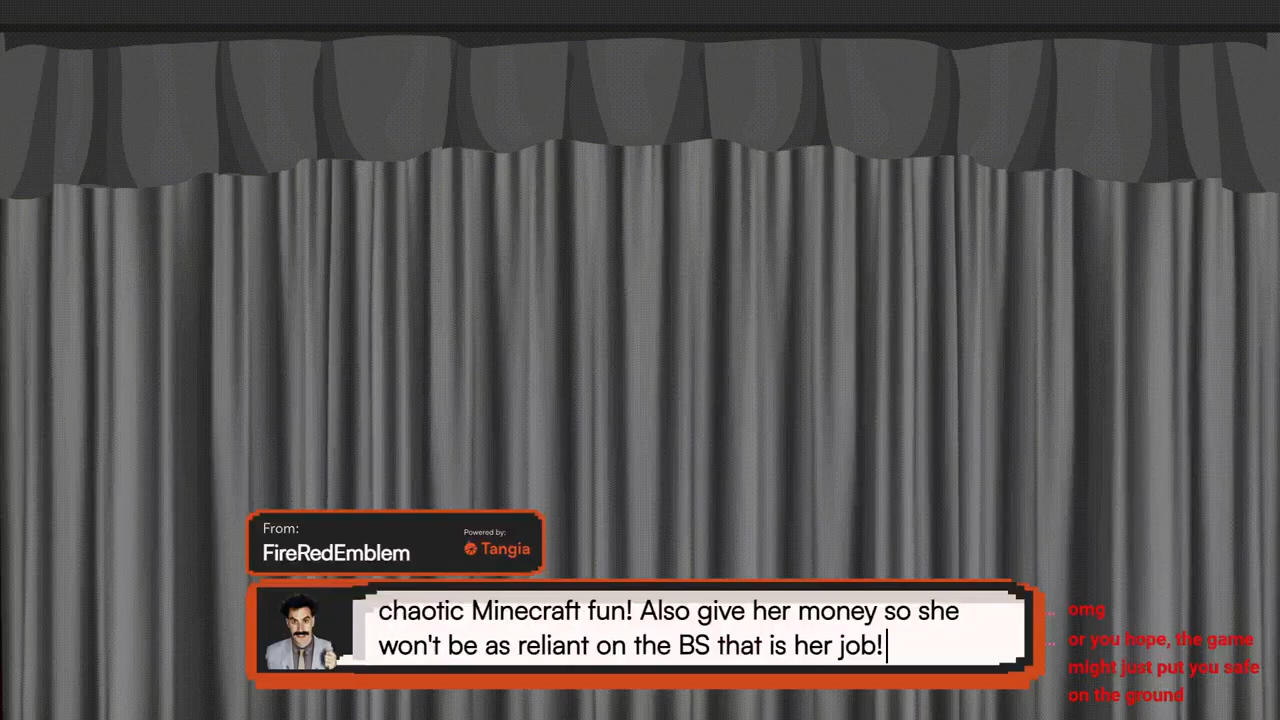 From:
FireRedEmblem
Powered by:
Tangia
chaotic Minecraft fun! Also give her money so she
won't be as reliant on the BS that is her job!
.. omg
... or you hope, the game
might just put you safe
on the ground